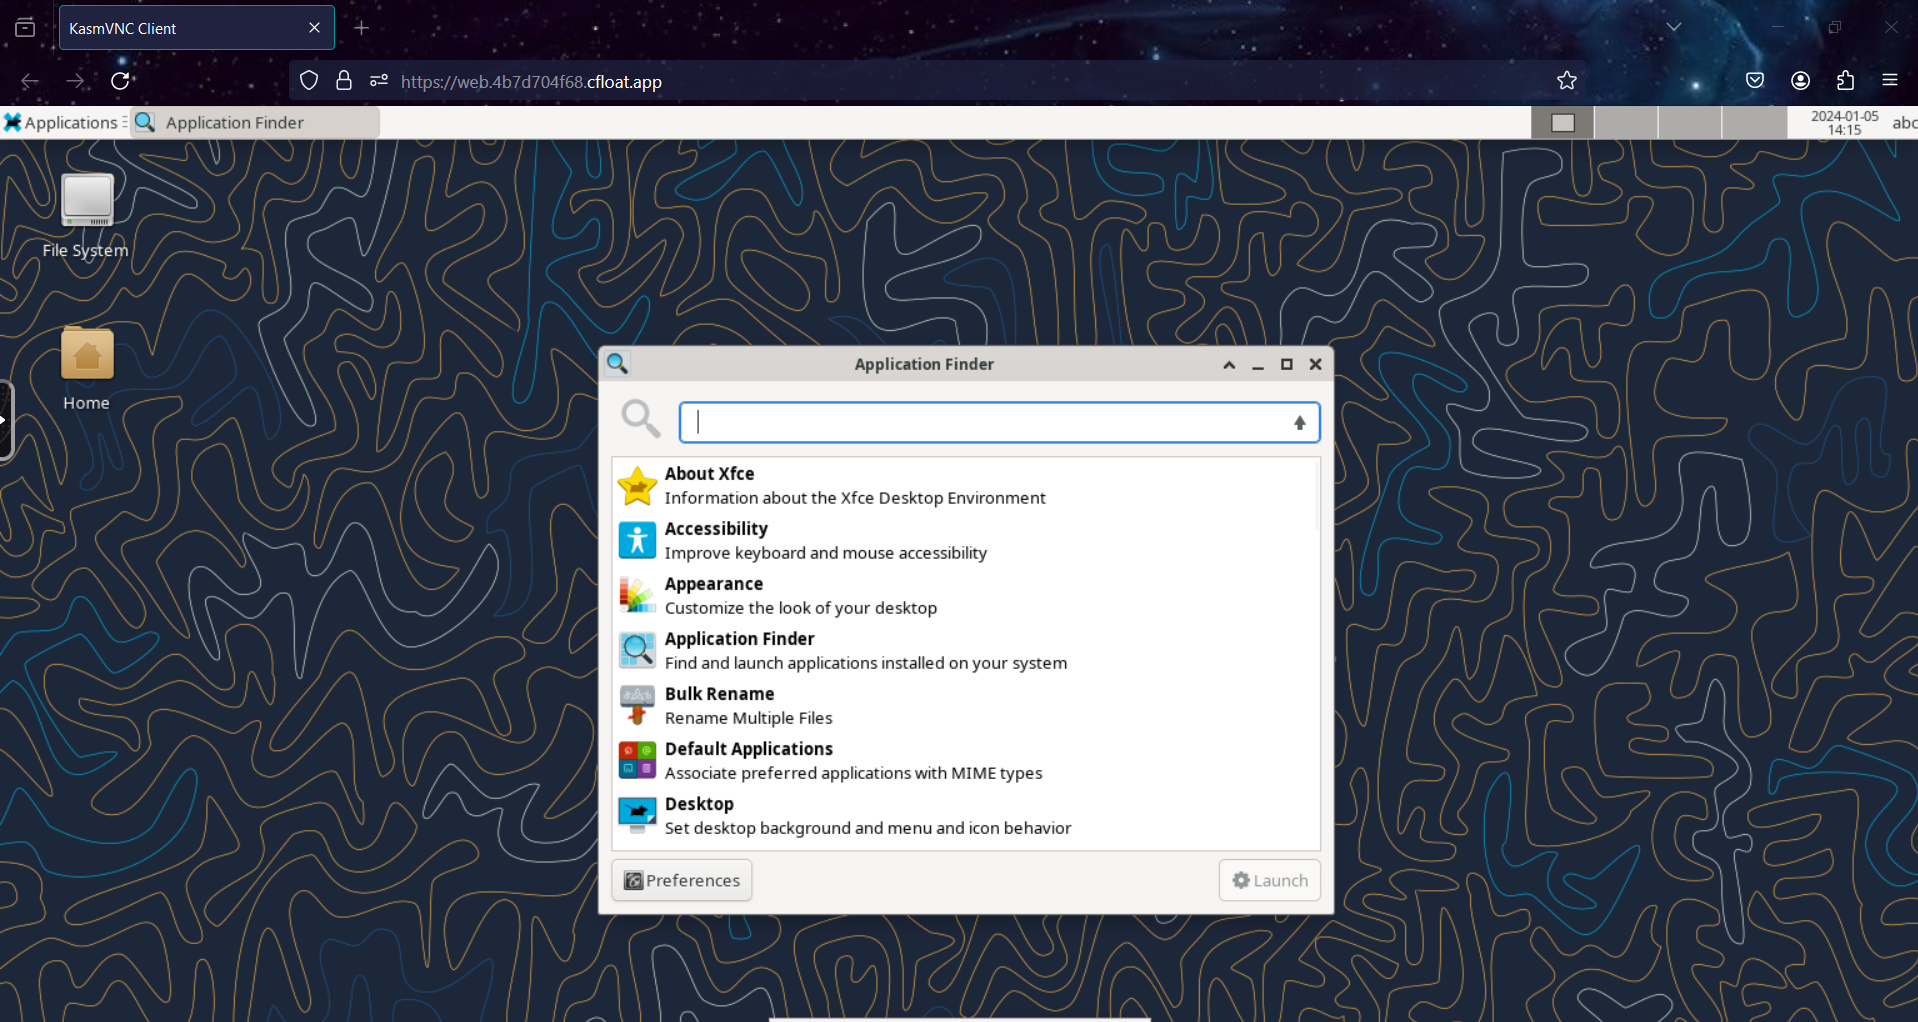 KasmVNC Client
https://web.4b7d704f68.cfloat.app
Applications
Application Finder
2024-01-05
14:15
abc
File System
Home
Application Finder
About Xfce
Information about the Xfce Desktop Environment
Accessibility
Improve keyboard and mouse accessibility
Appearance
Customize the look of your desktop
Application Finder
Find and launch applications installed on your system
Bulk Rename
Rename Multiple Files
Default Applications
Associate preferred applications with MIME types
Desktop
Set desktop background and menu and icon behavior
Preferences
Launch